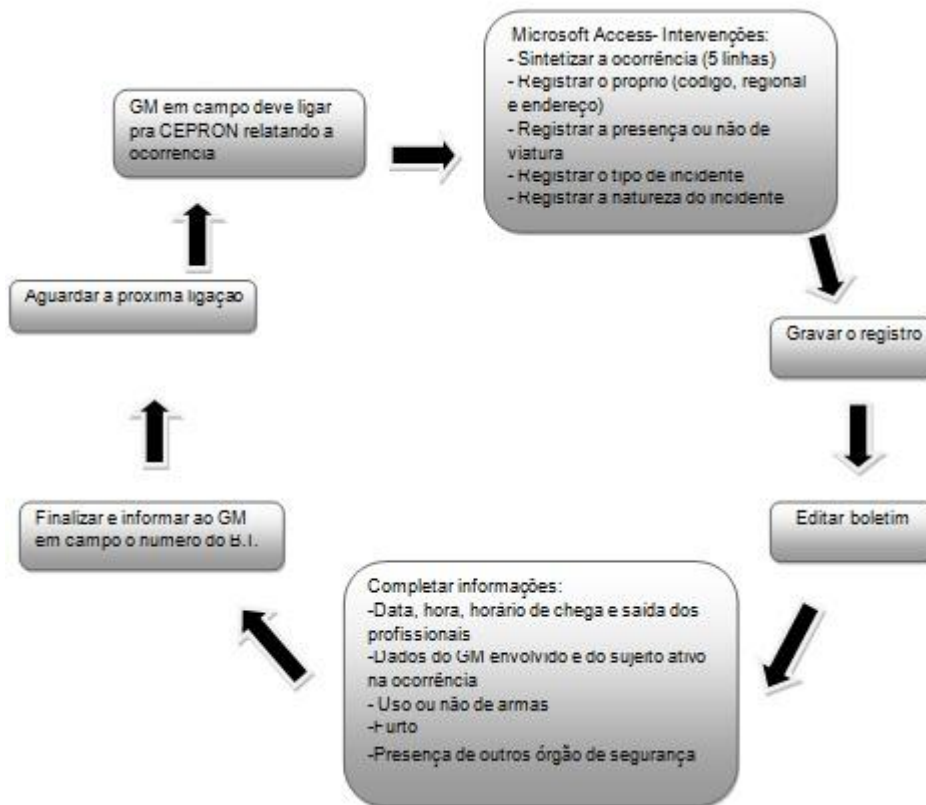 GM em campo deve ligar
pra CEPRON relatando a
ocorrencia
Microsoft Access- Intervenções:
- Sintetizar a ocorrência (5 linhas)
- Registrar o proprio (codigo, regional
e endereço)
- Registrar a presença ou não de
viatura
- Registrar o tipo de incidente
- Registrar a natureza do incidente
Gravar o registro
Editar boletim
Completar informações:
-Data, hora, horário de chega e saída dos
profissionais
-Dados do GM envolvido e do sujeito ativo
na ocorrência
- Uso ou não de armas
- Furto
-Presença de outros órgão de segurança
Finalizar e informar ao GM
em campo o numero do B.I.
Aguardar a proxima ligaçao